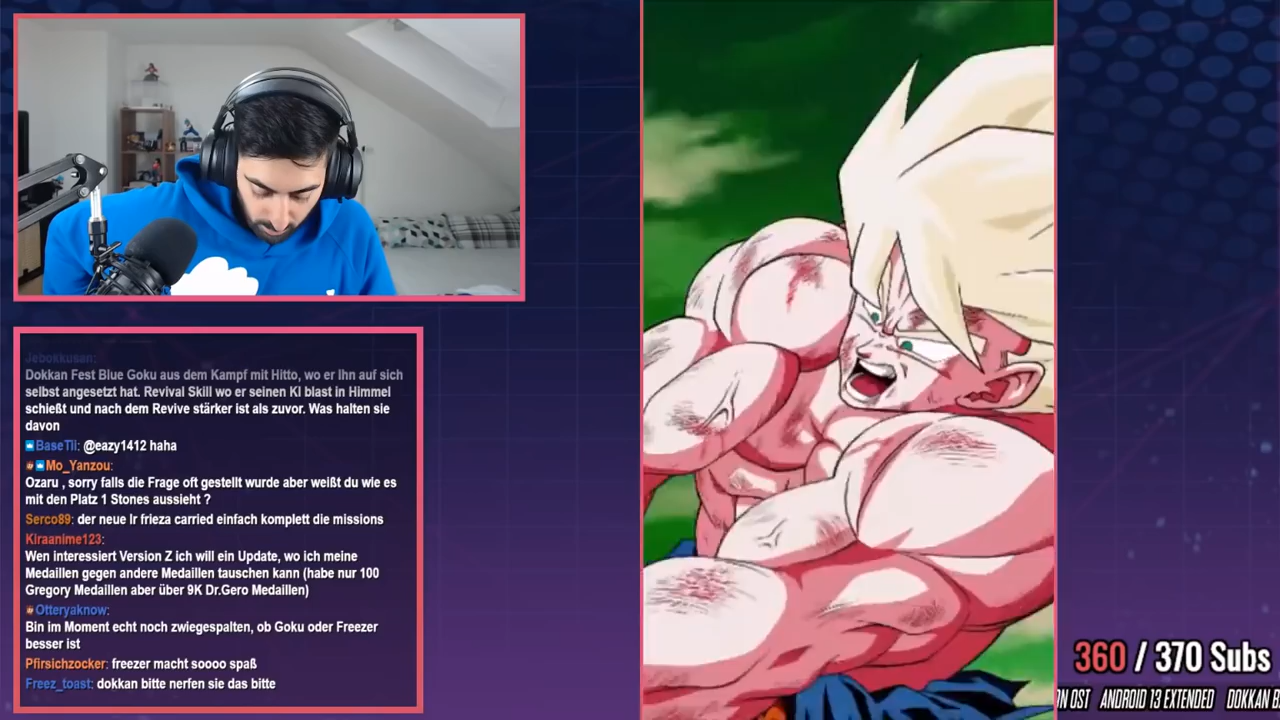 Jebokkusan:
Dokkan Fest Blue Goku aus dem Kampf mit Hitto, wo er Ihn auf sich
selbst angesetzt hat. Revival Skill wo er seinen KI blast in Himmel
schießt und nach dem Revive stärker ist als zuvor. Was halten sie
davon
BaseTii: @eazy1412 haha
Mo_Yanzou:
Ozaru , sorry falls die Frage oft gestellt wurde aber weißt du wie es
mit den Platz 1 Stones aussieht ?
Serco89: der neue lr frieza carried einfach komplett die missions
Kiraanime123:
Wen interessiert Version Z ich will ein Update, wo ich meine
Medaillen gegen andere Medaillen tauschen kann (habe nur 100
Gregory Medaillen aber über 9K Dr.Gero Medaillen)
Otteryaknow:
Bin im Moment echt noch zwiegespalten, ob Goku oder Freezer
besser ist
Pfirsichzocker: freezer macht soooo spaß
Freez_toast: dokkan bitte nerfen sie das bitte
360 / 370 Subs
N OST ANDROID 13 EXTENDED DOKKAN B